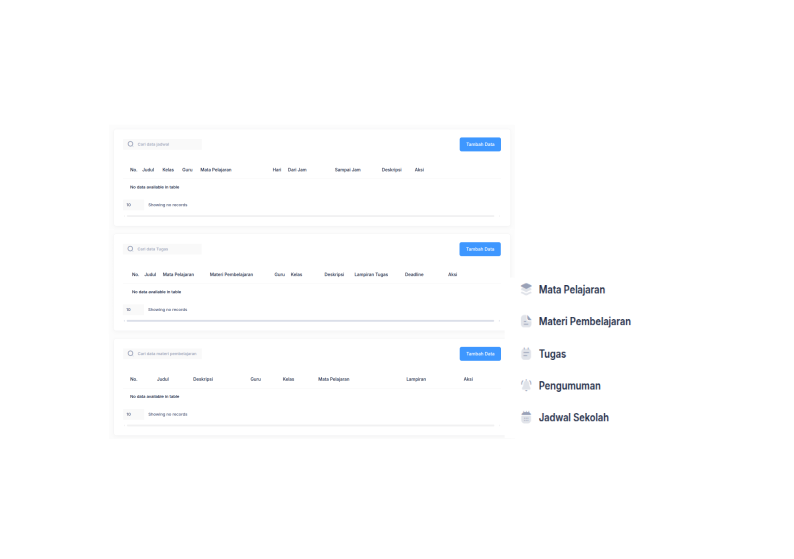 Cari data jadwal
Tambah Data
No. Judul Kelas Guru Mata Pelajaran Hari Dari Jam Sampai Jam Deskripsi Aksi
No data available in table
10 Showing no records
Cari data Tugas
Tambah Data
No. Judul Mata Pelajaran Materi Pembelajaran Guru Kelas Deskripsi Lampiran Tugas Deadline Aksi
No data available in table
10 Showing no records
Cari data materi pembelajaran
Tambah Data
No. Judul Deskripsi Guru Kelas Mata Pelajaran Lampiran Aksi
No data available in table
10 Showing no records
Mata Pelajaran
Materi Pembelajaran
Tugas
Pengumuman
Jadwal Sekolah